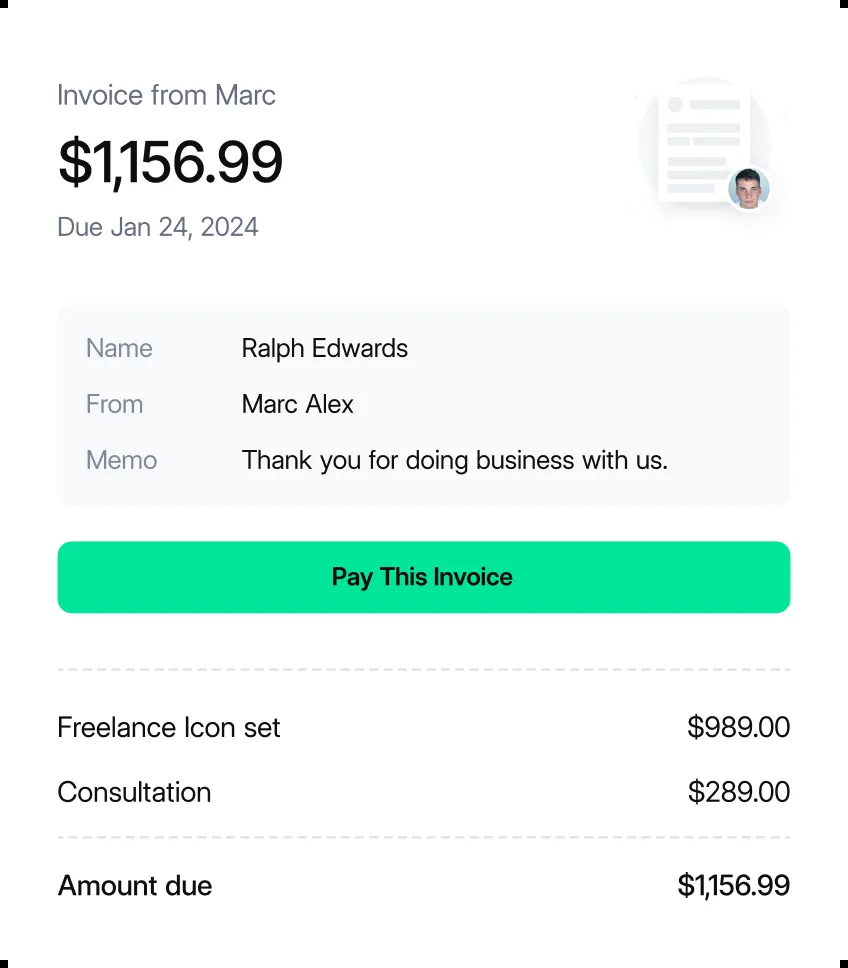 Invoice from Marc
$1,156.99
Due Jan 24, 2024
Name Ralph Edwards
From Marc Alex
Memo Thank you for doing business with us.
Pay This Invoice
Freelance Icon set $989.00
Consultation $289.00
Amount due $1,156.99